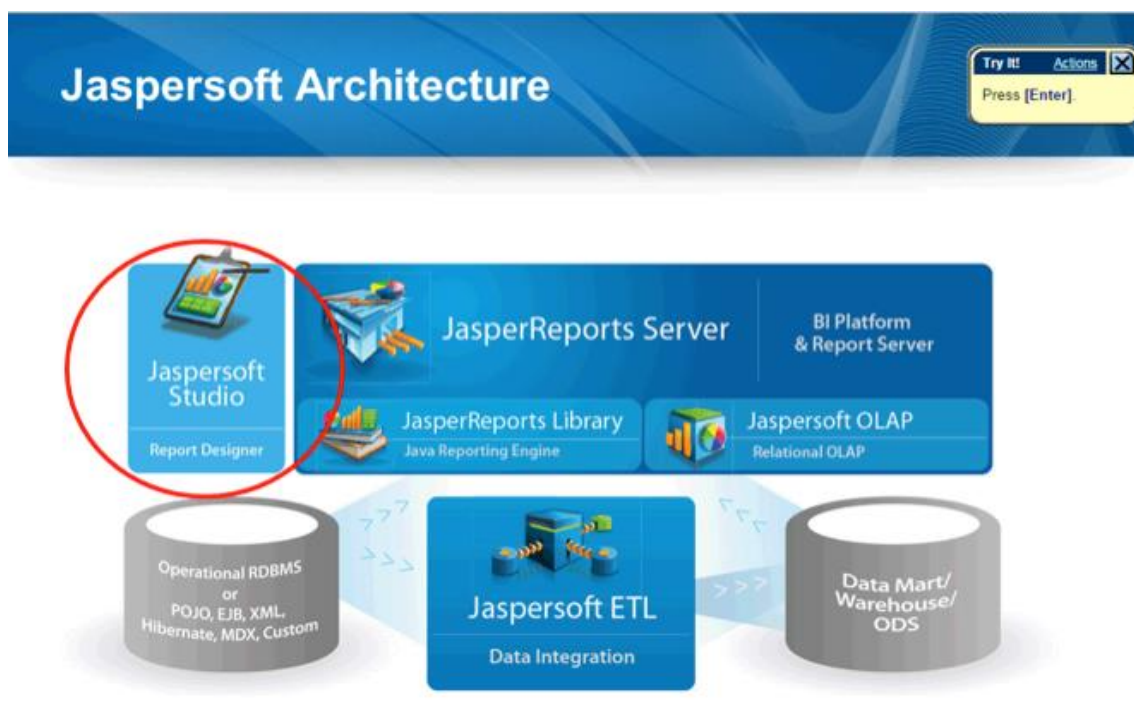 Jaspersoft Architecture
Try It! Actions
Press [Enter].
Jaspersoft
Studio
Report Designer
JasperReports Server
BI Platform
& Report Server
JasperReports Library
Java Reporting Engine
Jaspersoft OLAP
Relational OLAP
Operational RDBMS
or
POJO, EJB, XML,
Hibernate, MDX, Custom
Jaspersoft ETL
Data Integration
Data Mart/
Warehouse/
ODS